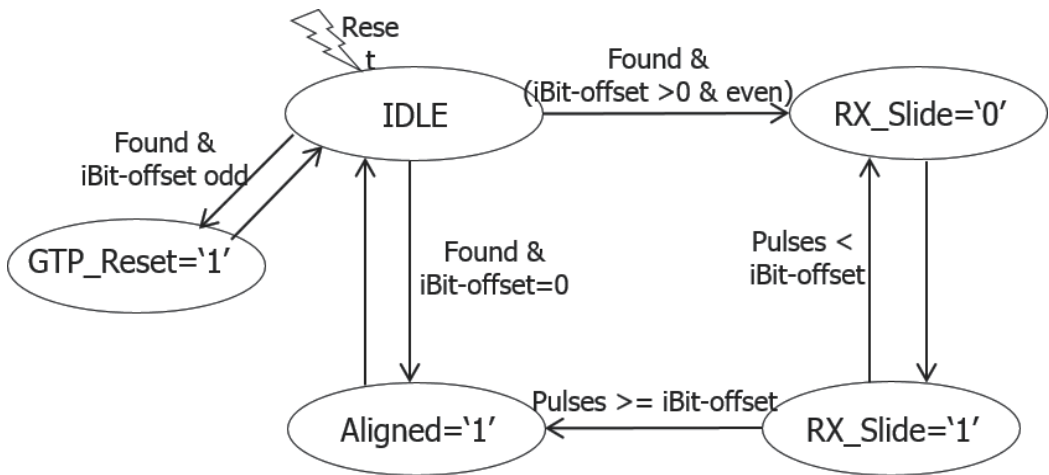 Rese
t
Found &
(iBit-offset >0 & even)
IDLE
RX_Slide=‘0’
Found &
iBit-offset odd
GTP_Reset=‘1’
Found &
iBit-offset=0
Pulses <
iBit-offset
Aligned=‘1’
Pulses >= iBit-offset
RX_Slide=‘1’